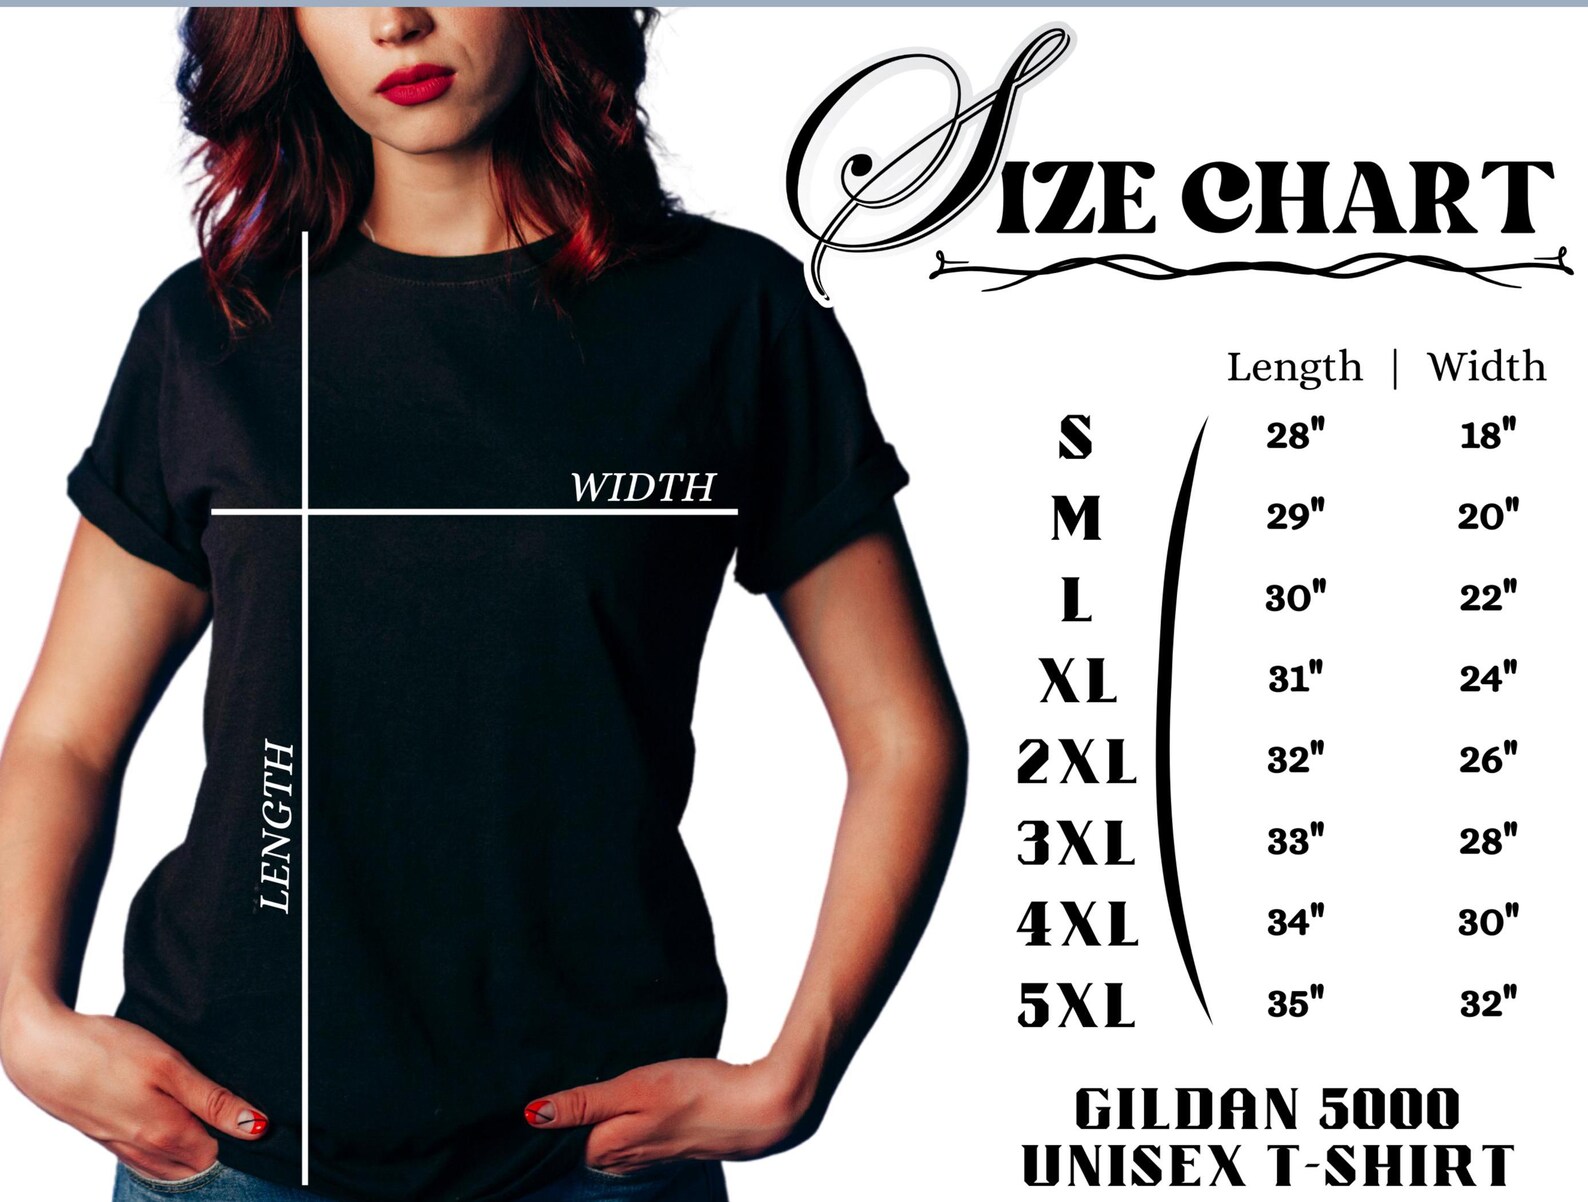 SIZE CHART
Length | Width
S 28" 18"
M 29" 20"
L 30" 22"
XL 31" 24"
2XL 32" 26"
3XL 33" 28"
4XL 34" 30"
5XL 35" 32"
GILDAN 5000
UNISEX T-SHIRT
WIDTH
LENGTH